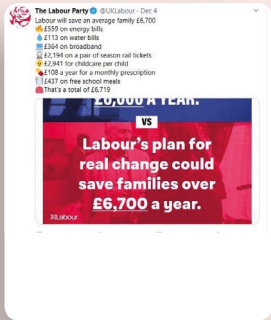 The Labour Party @UKLabour · Dec 4
Labour will save an average family £6,700
🔥£559 on energy bills
💧£113 on water bills
💻£364 on broadband
🚆£2,194 on a pair of season rail tickets
👶£2,941 for childcare per child
💊£108 a year for a monthly prescription
🍴£437 on free school meals
👛That's a total of £6,719
£0,000 A YEAR.
VS
Labour's plan for
real change could
save families over
£6,700 a year.
Labour